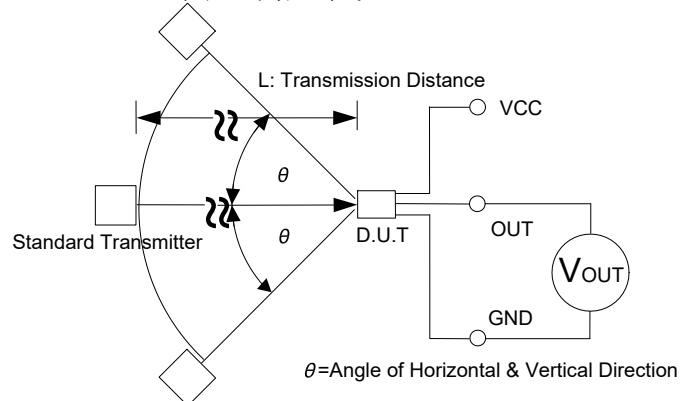 L: Transmission Distance
VCC
θ
Standard Transmitter
θ
D.U.T
OUT
VOUT
GND
θ=Angle of Horizontal & Vertical Direction